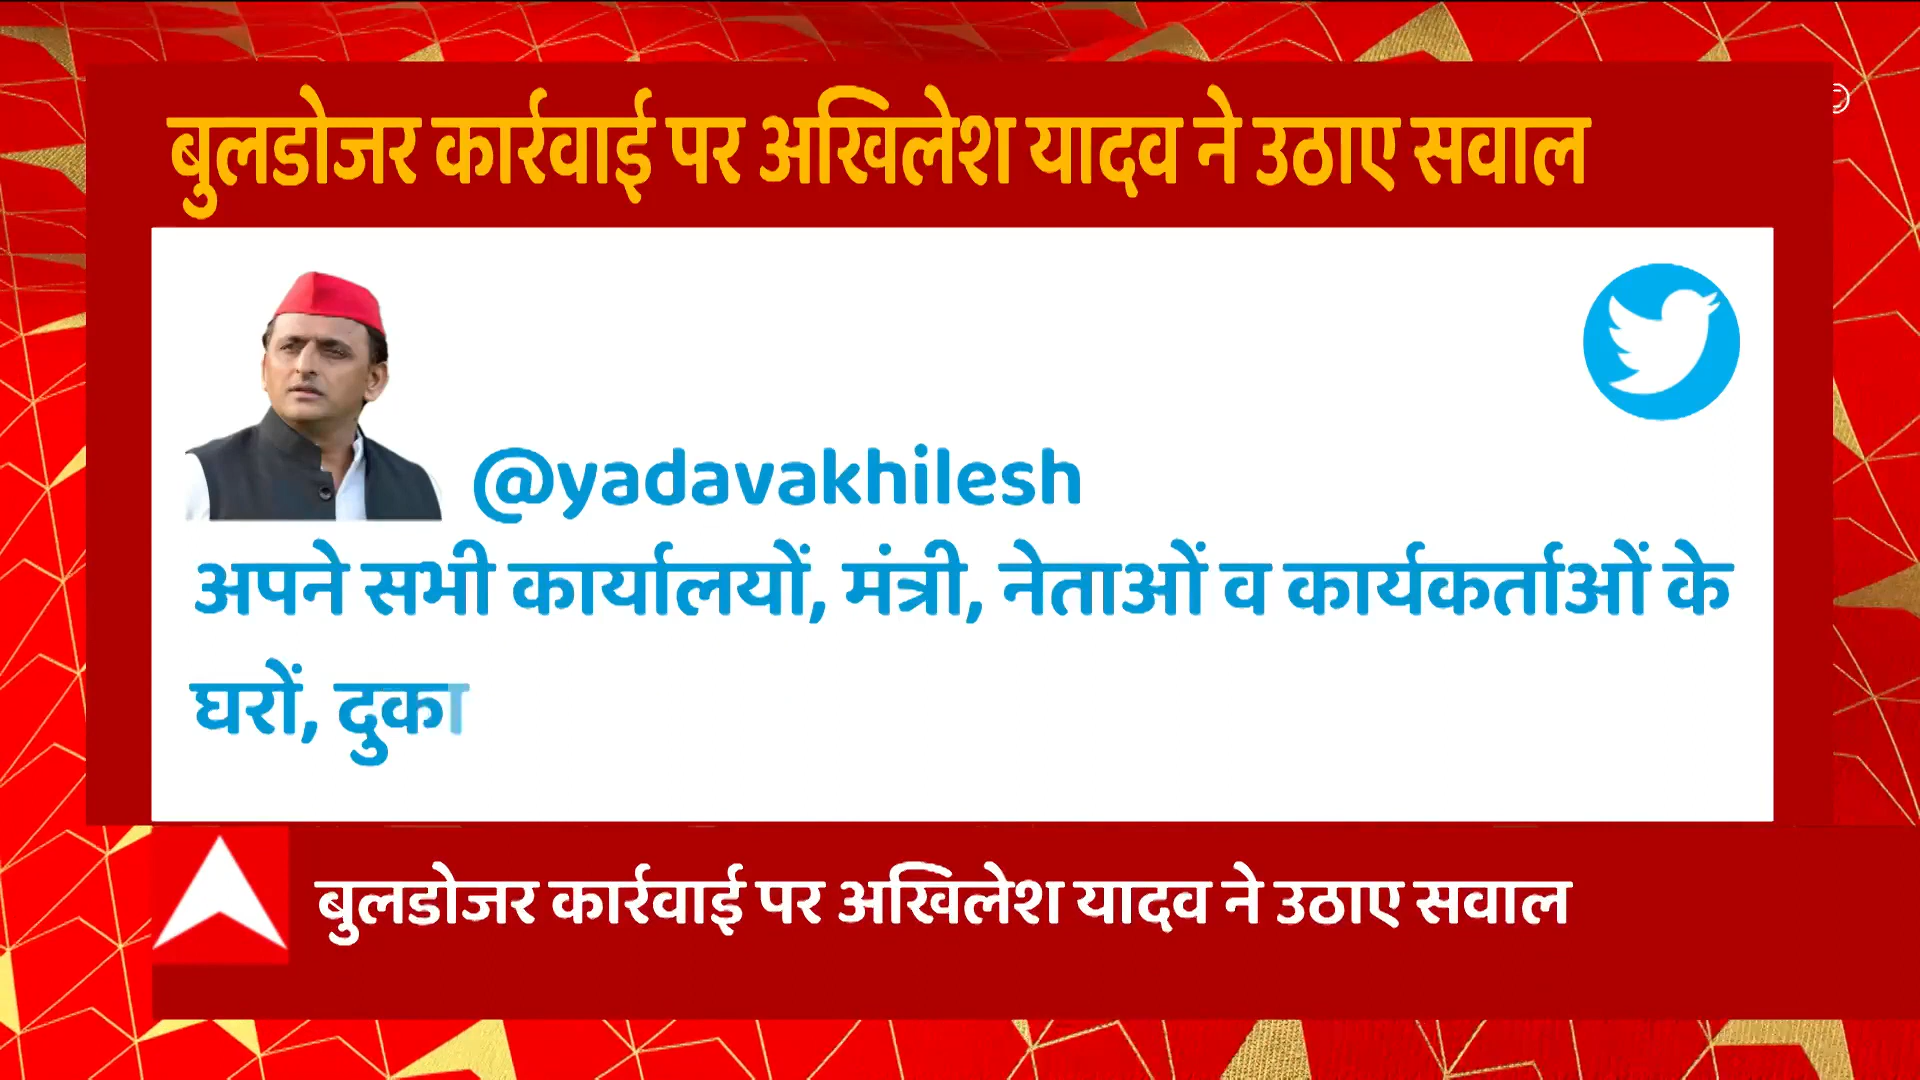 बुलडोजर कार्रवाई पर अखिलेश यादव ने उठाए सवाल
@yadavakhilesh
अपने सभी कार्यालयों, मंत्री, नेताओं व कार्यकर्ताओं के
घरों, दुका
बुलडोजर कार्रवाई पर अखिलेश यादव ने उठाए सवाल